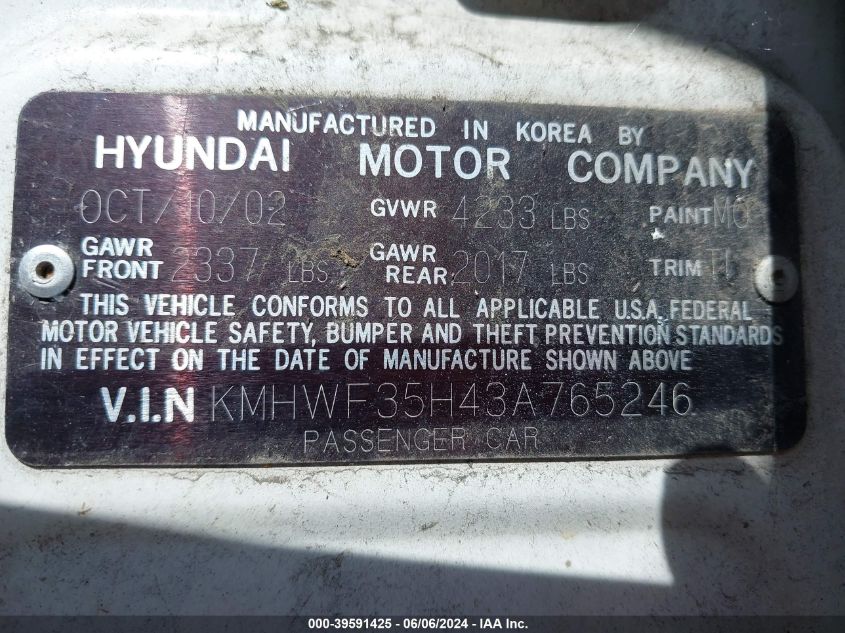 MANUFACTURED IN KOREA BY
HYUNDAI MOTOR COMPANY
OCT/10/02 GVWR 4233 LBS PAINT
GAWR FRONT 2337 LBS GAWR REAR 2017 LBS TRIM
THIS VEHICLE CONFORMS TO ALL APPLICABLE U.S.A. FEDERAL
MOTOR VEHICLE SAFETY, BUMPER AND THEFT PREVENTION STANDARDS
IN EFFECT ON THE DATE OF MANUFACTURE SHOWN ABOVE
V.I.N KMHWF35H43A765246
PASSENGER CAR
000-39591425 - 06/06/2024 - IAA Inc.